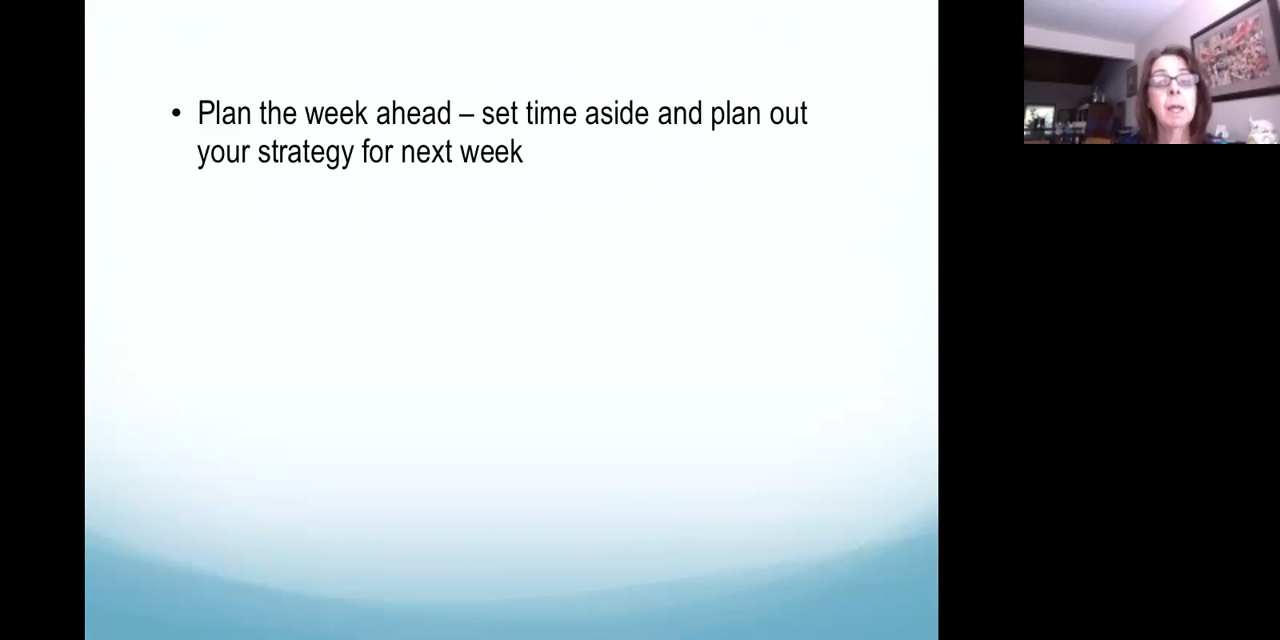 • Plan the week ahead – set time aside and plan out
your strategy for next week